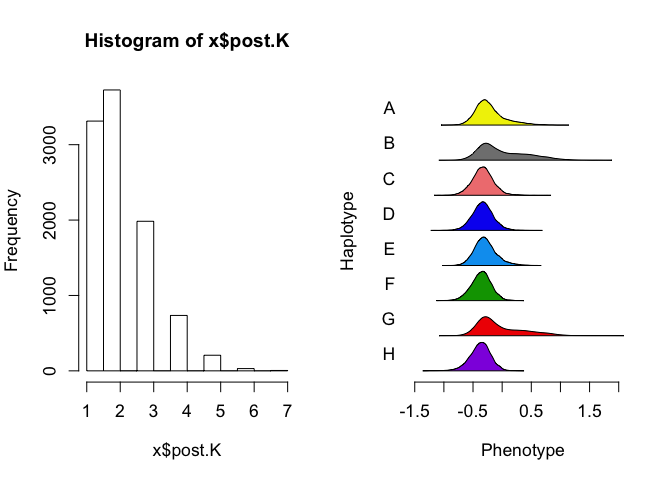 Histogram of x$post.K
Frequency
0
1000
2000
3000
1 2 3 4 5 6 7
x$post.K
Haplotype
A
B
C
D
E
F
G
H
-1.5 -0.5 0.5 1.5
Phenotype